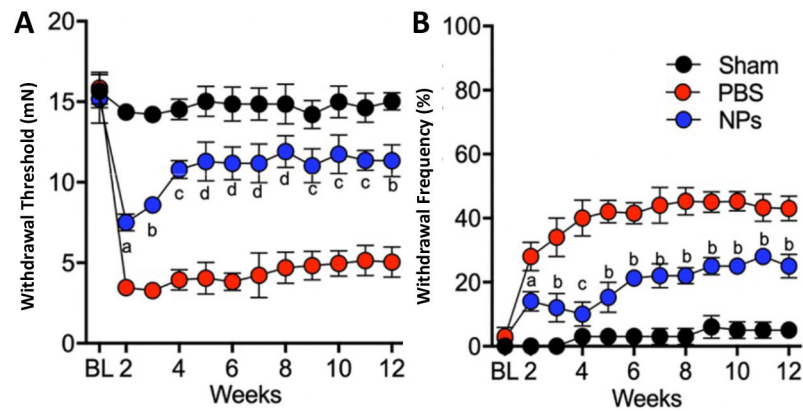 A
Withdrawal Threshold (mN)
20
15
10
5
0
a
b
c
d
d
d
d
c
c
c
b
BL 2 4 6 8 10 12
Weeks
B
Withdrawal Frequency (%)
100
80
60
40
20
0
Sham
PBS
NPs
a
b
c
b
b
b
b
b
b
b
b
BL 2 4 6 8 10 12
Weeks